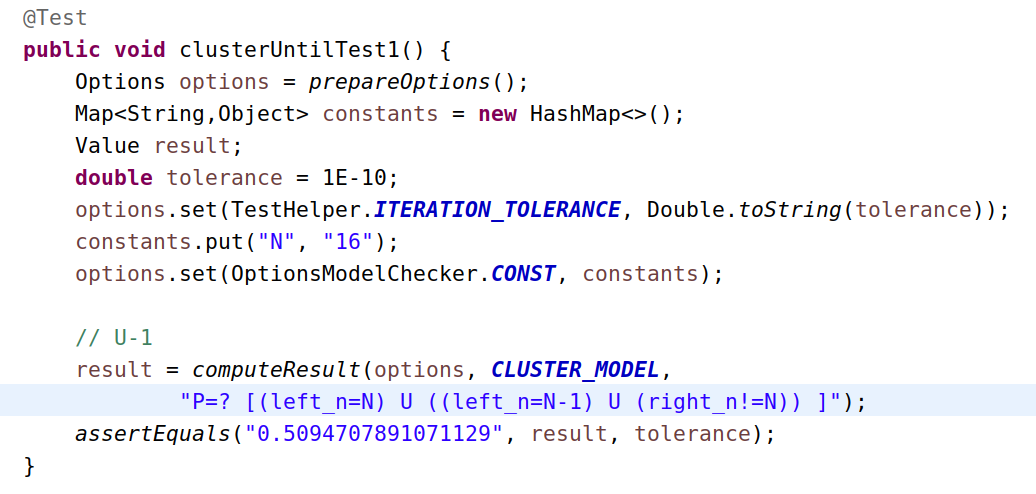 @Test
public void clusterUntilTest1() {
    Options options = prepareOptions();
    Map<String,Object> constants = new HashMap<>();
    Value result;
    double tolerance = 1E-10;
    options.set(TestHelper.ITERATION_TOLERANCE, Double.toString(tolerance));
    constants.put("N", "16");
    options.set(OptionsModelChecker.CONST, constants);

    // U-1
    result = computeResult(options, CLUSTER_MODEL,
            "P=? [(left_n=N) U ((left_n=N-1) U (right_n!=N)) ]");
    assertEquals("0.5094707891071129", result, tolerance);
}